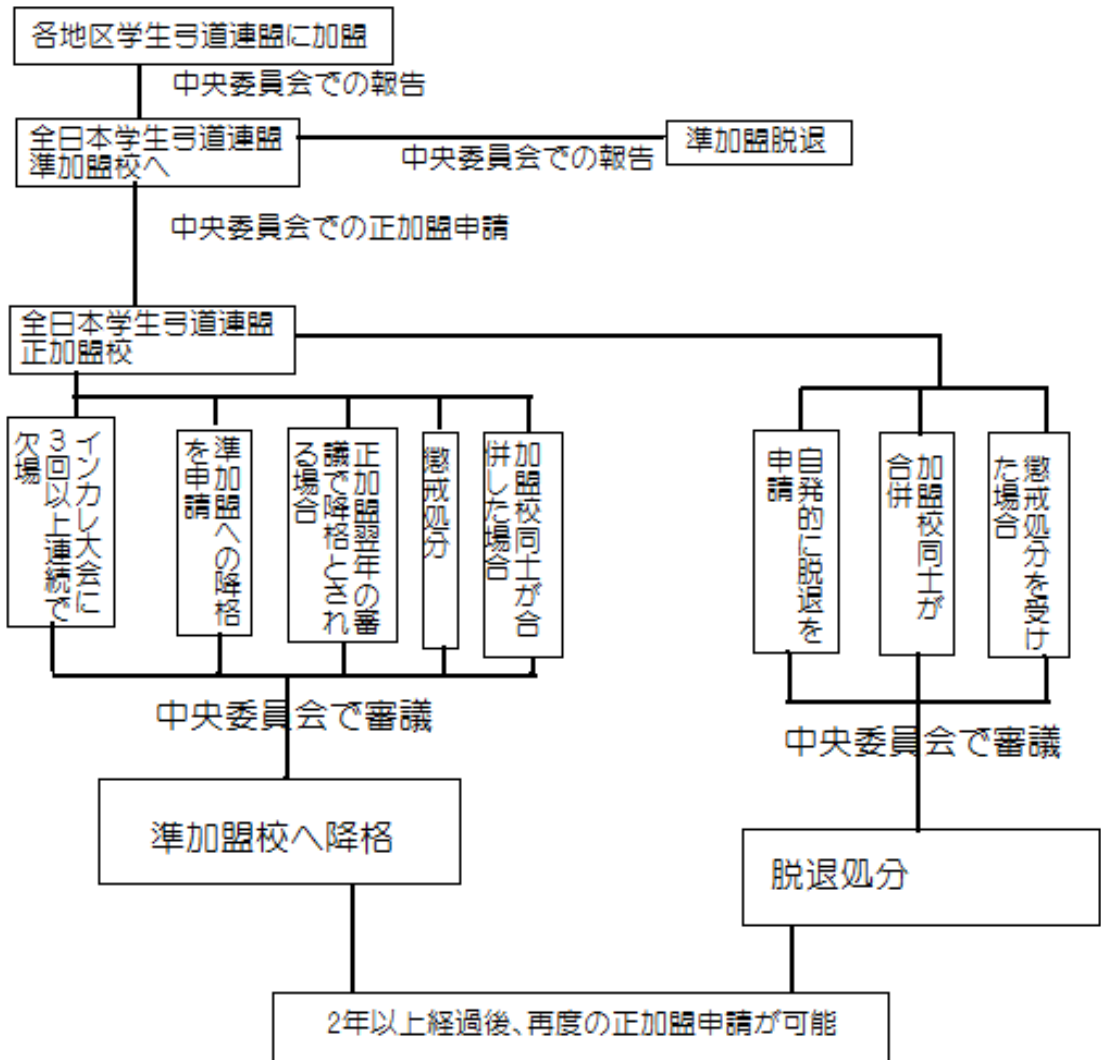 各地区学生弓道連盟に加盟
中央委員会での報告
全日本学生弓道連盟
準加盟校へ
中央委員会での報告
準加盟脱退
中央委員会での正加盟申請
全日本学生弓道連盟
正加盟校
インカレ大会に
３回以上連続で
欠場
準加盟への降格
を申請
正加盟翌年の審
議で降格とされ
る場合
懲戒処分
加盟校同士が合
併した場合
自発的に脱退を
申請
加盟校同士が
合併
懲戒処分を受け
た場合
中央委員会で審議
中央委員会で審議
準加盟校へ降格
脱退処分
2年以上経過後、再度の正加盟申請が可能